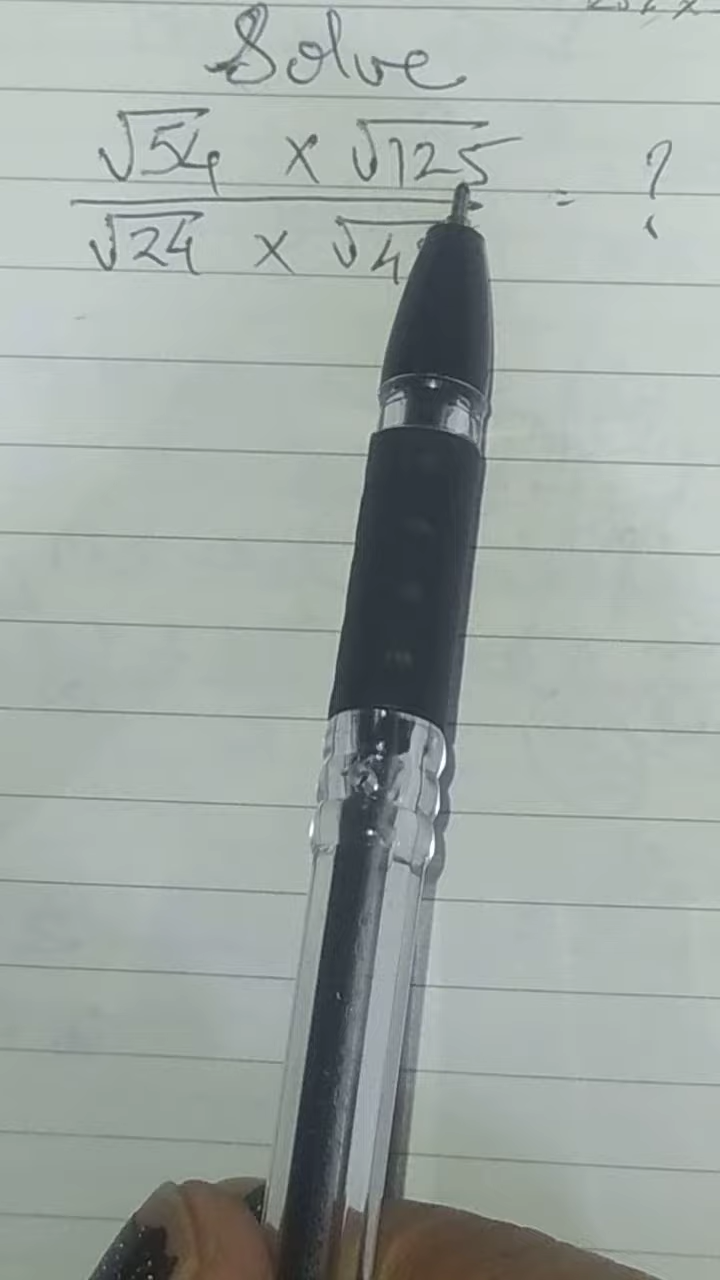 Solve
√54 × √125
= ?
√24 × √4